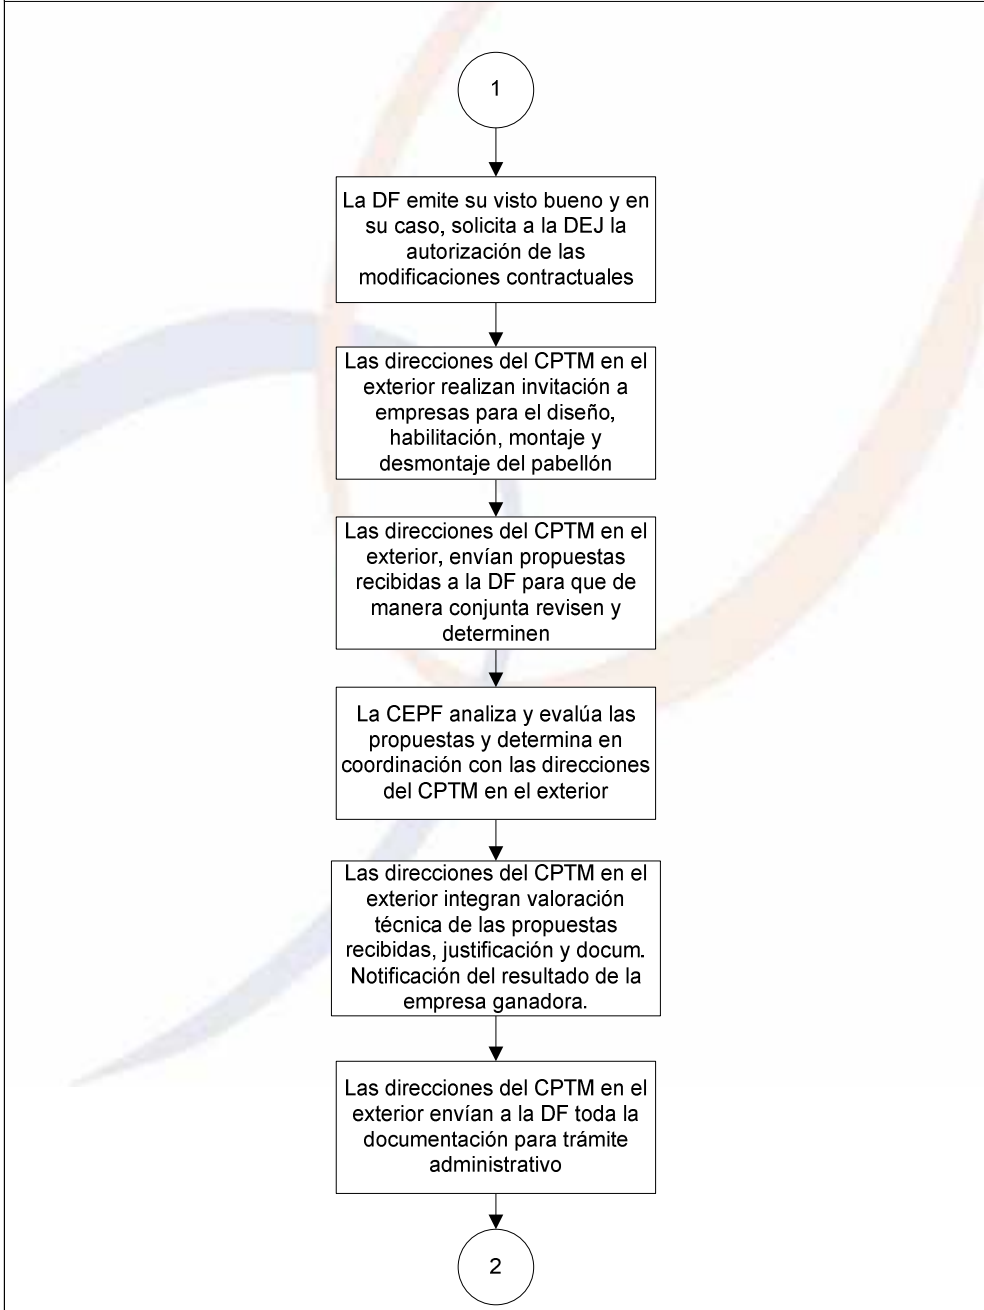 1
La DF emite su visto bueno y en
su caso, solicita a la DEJ la
autorización de las
modificaciones contractuales
Las direcciones del CPTM en el
exterior realizan invitación a
empresas para el diseño,
habilitación, montaje y
desmontaje del pabellón
Las direcciones del CPTM en el
exterior, envían propuestas
recibidas a la DF para que de
manera conjunta revisen y
determinen
La CEPF analiza y evalúa las
propuestas y determina en
coordinación con las direcciones
del CPTM en el exterior
Las direcciones del CPTM en el
exterior integran valoración
técnica de las propuestas
recibidas, justificación y docum.
Notificación del resultado de la
empresa ganadora.
Las direcciones del CPTM en el
exterior envían a la DF toda la
documentación para trámite
administrativo
2